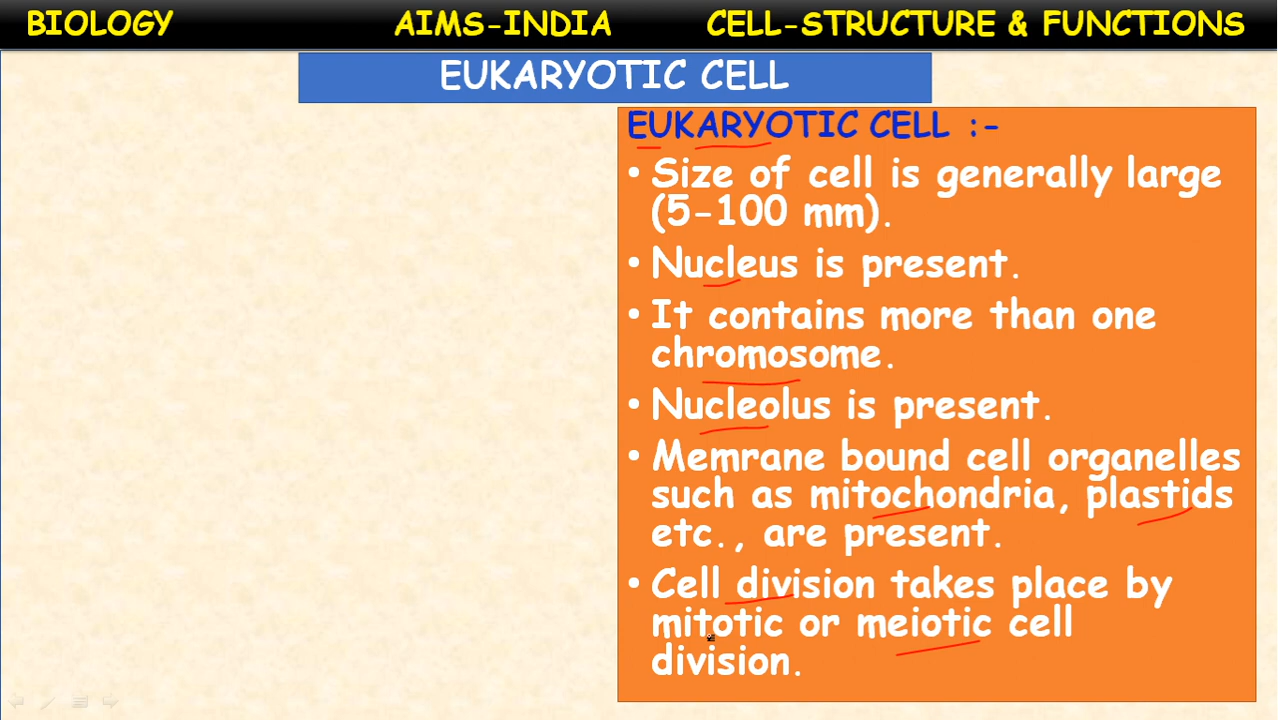 BIOLOGY AIMS-INDIA CELL-STRUCTURE & FUNCTIONS
EUKARYOTIC CELL
EUKARYOTIC CELL :-
• Size of cell is generally large
(5-100 mm).
• Nucleus is present.
• It contains more than one
chromosome.
• Nucleolus is present.
• Memrane bound cell organelles
such as mitochondria, plastids
etc., are present.
• Cell division takes place by
mitotic or meiotic cell
division.